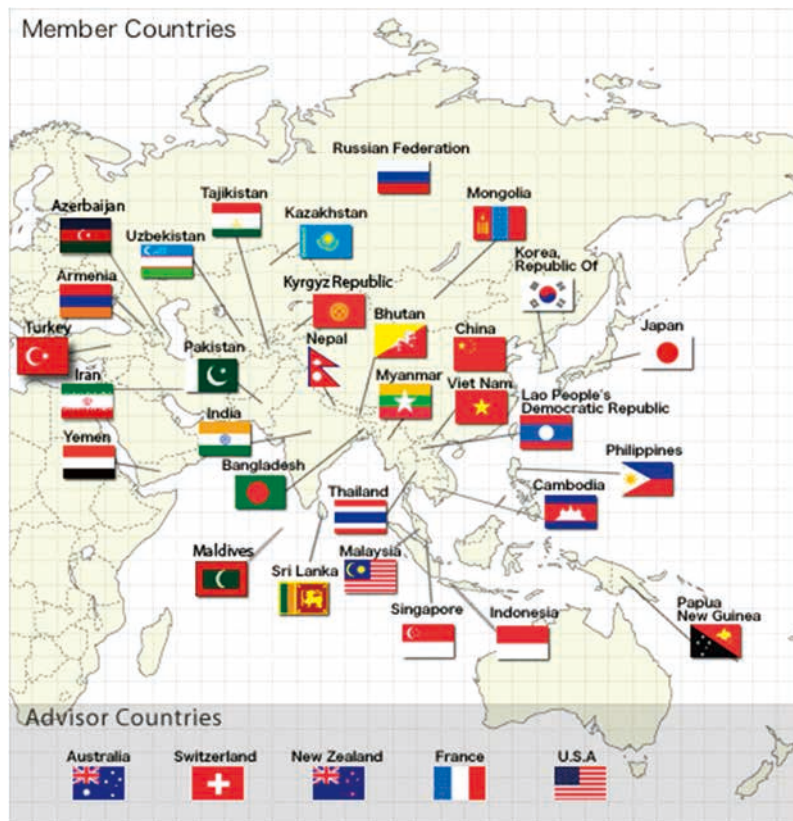 Member Countries
Russian Federation
Azerbaijan
Tajikistan
Mongolia
Uzbekistan
Kazakhstan
Korea,
Republic Of
Armenia
Kyrgyz Republic
Turkey
Bhutan
China
Japan
Pakistan
Nepal
Iran
Myanmar
Viet Nam
Lao People's
Democratic Republic
India
Yemen
Philippines
Bangladesh
Thailand
Cambodia
Maldives
Sri Lanka
Malaysia
Singapore
Indonesia
Papua
New Guinea
Advisor Countries
Australia
Switzerland
New Zealand
France
U.S.A